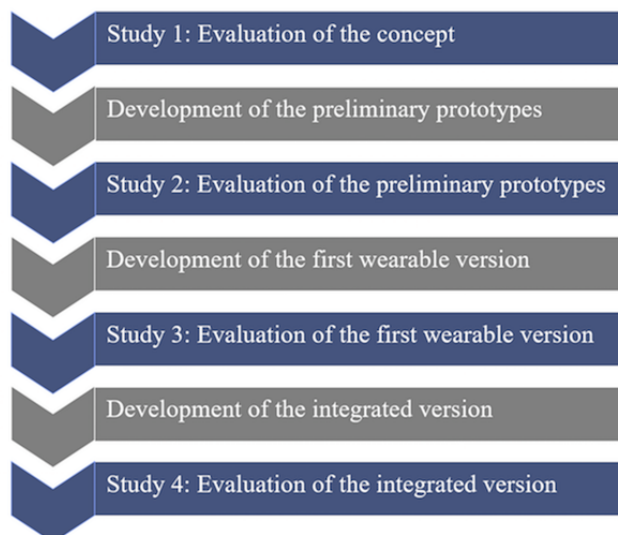 Study 1: Evaluation of the concept
Development of the preliminary prototypes
Study 2: Evaluation of the preliminary prototypes
Development of the first wearable version
Study 3: Evaluation of the first wearable version
Development of the integrated version
Study 4: Evaluation of the integrated version